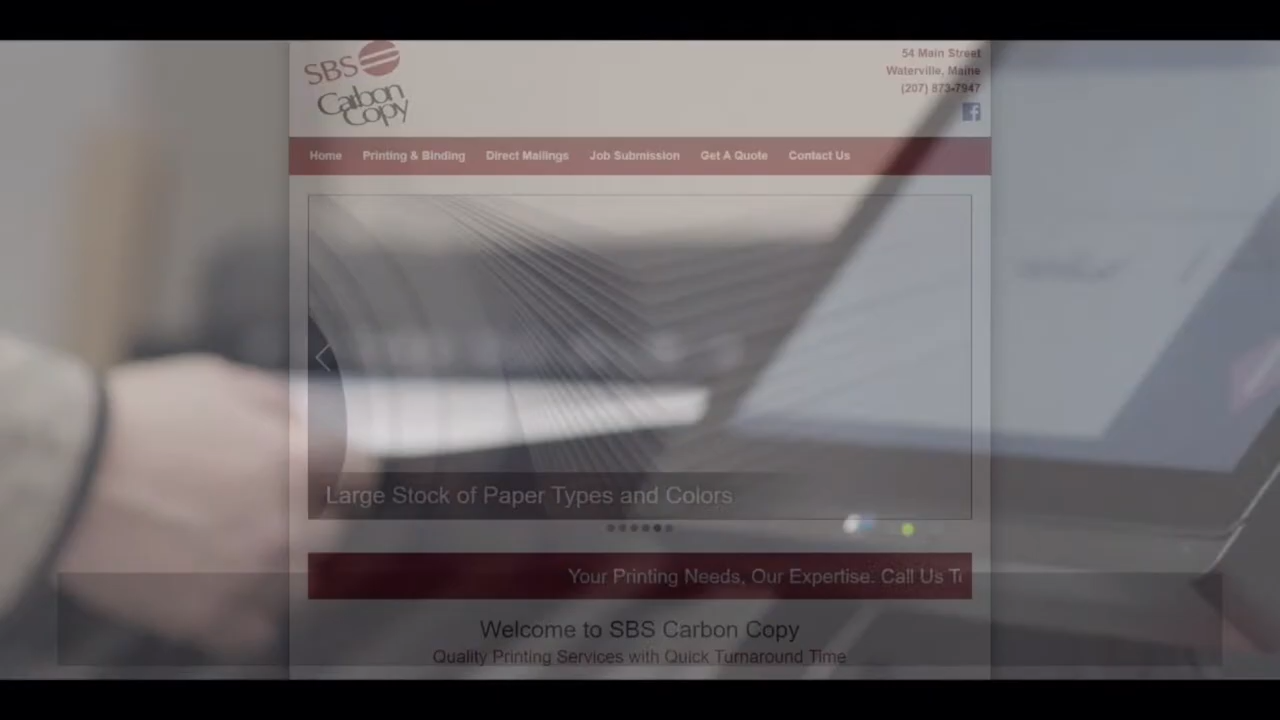 SBS
Carbon
Copy
54 Main Street
Waterville, Maine
(207) 873-7947
f
Home Printing & Binding Direct Mailings Job Submission Get A Quote Contact Us
Large Stock of Paper Types and Colors
Your Printing Needs, Our Expertise. Call Us T
Welcome to SBS Carbon Copy
Quality Printing Services with Quick Turnaround Time